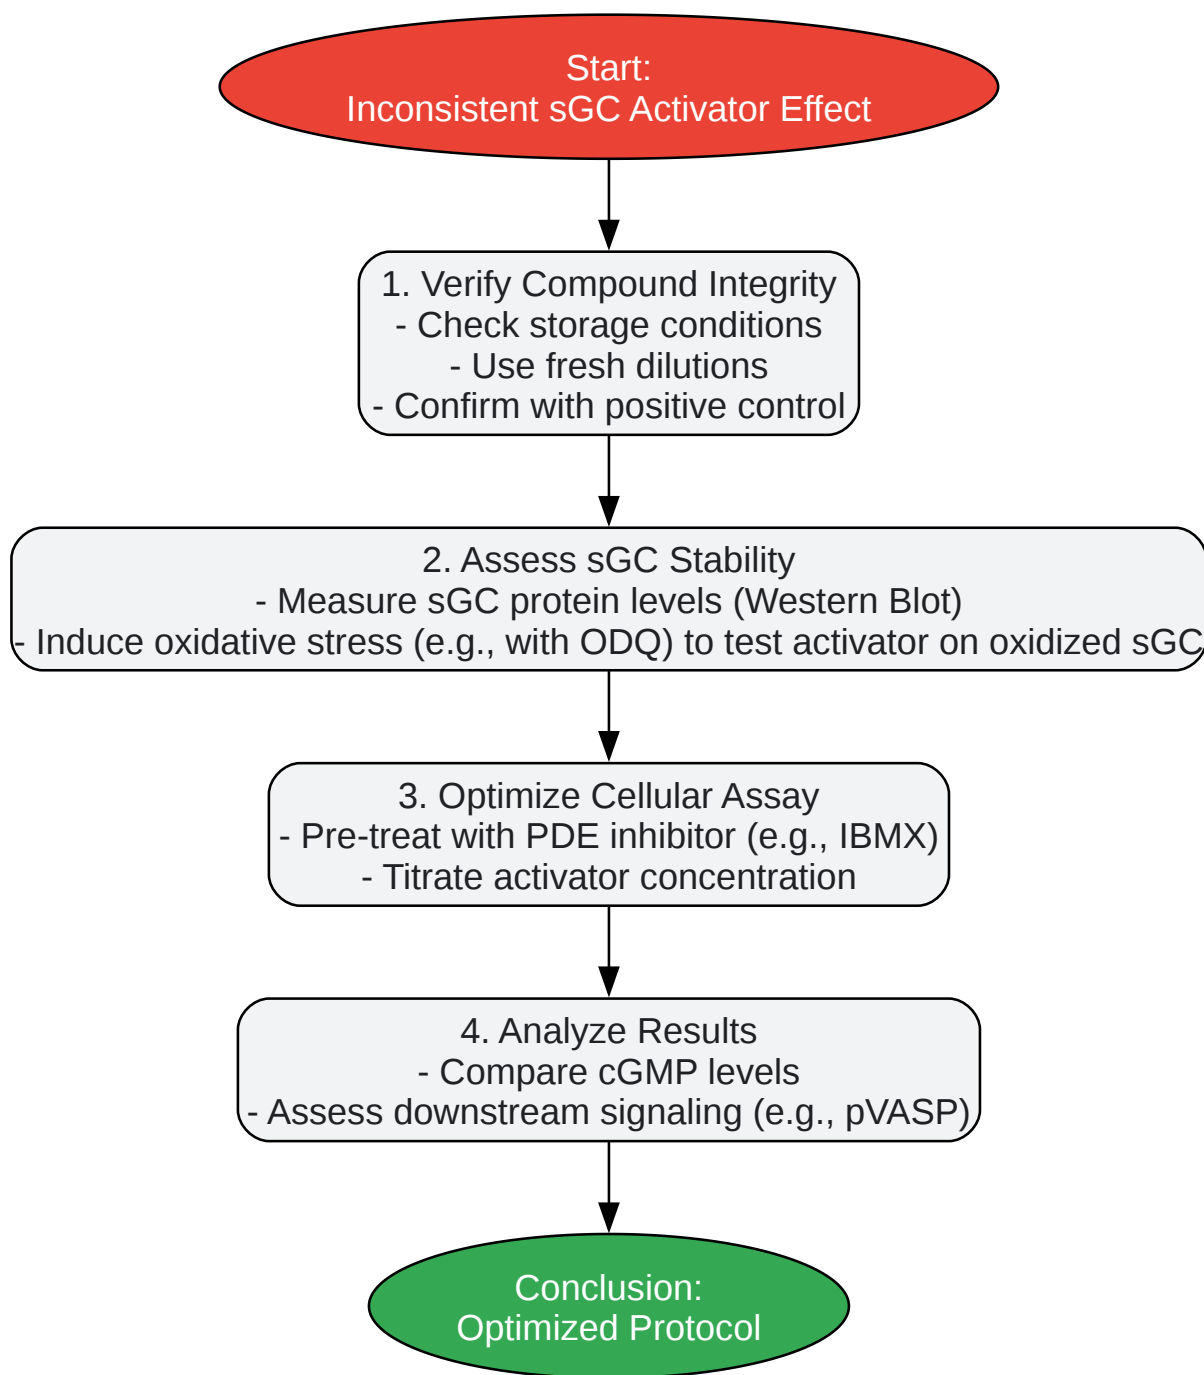 Start:
Inconsistent sGC Activator Effect
1. Verify Compound Integrity
- Check storage conditions
- Use fresh dilutions
- Confirm with positive control
2. Assess sGC Stability
- Measure sGC protein levels (Western Blot)
- Induce oxidative stress (e.g., with ODQ) to test activator on oxidized sGC
3. Optimize Cellular Assay
- Pre-treat with PDE inhibitor (e.g., IBMX)
- Titrate activator concentration
4. Analyze Results
- Compare cGMP levels
- Assess downstream signaling (e.g., pVASP)
Conclusion:
Optimized Protocol